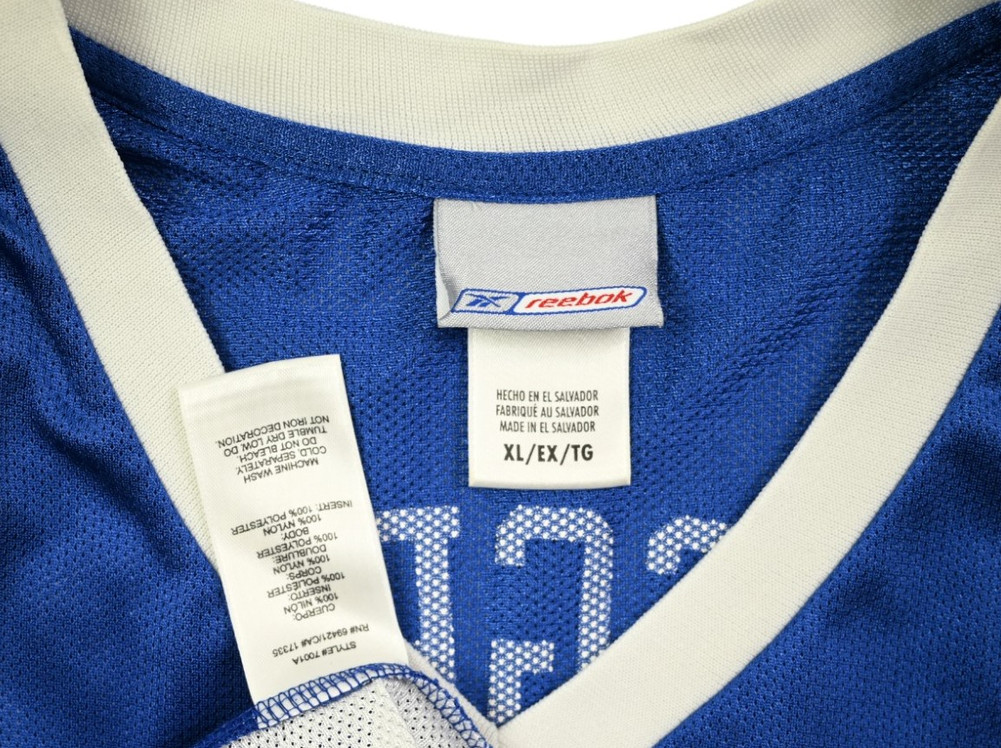 reebok
HECHO EN EL SALVADOR
FABRIQUÉ AU SALVADOR
MADE IN EL SALVADOR
XL/EX/TG
STYLE# 7001A
RN# 69421/CA# 17335
CUERPO:
100% NILÓN
INSERTO:
100% POLIÉSTER
CORPS:
100% NYLON
DOUBLURE:
100% POLYESTER
BODY:
100% NYLON
INSERT: 100% POLYESTER
MACHINE WASH
COLD, SEPARATELY.
DO NOT BLEACH.
TUMBLE DRY LOW. DO
NOT IRON DECORATION.